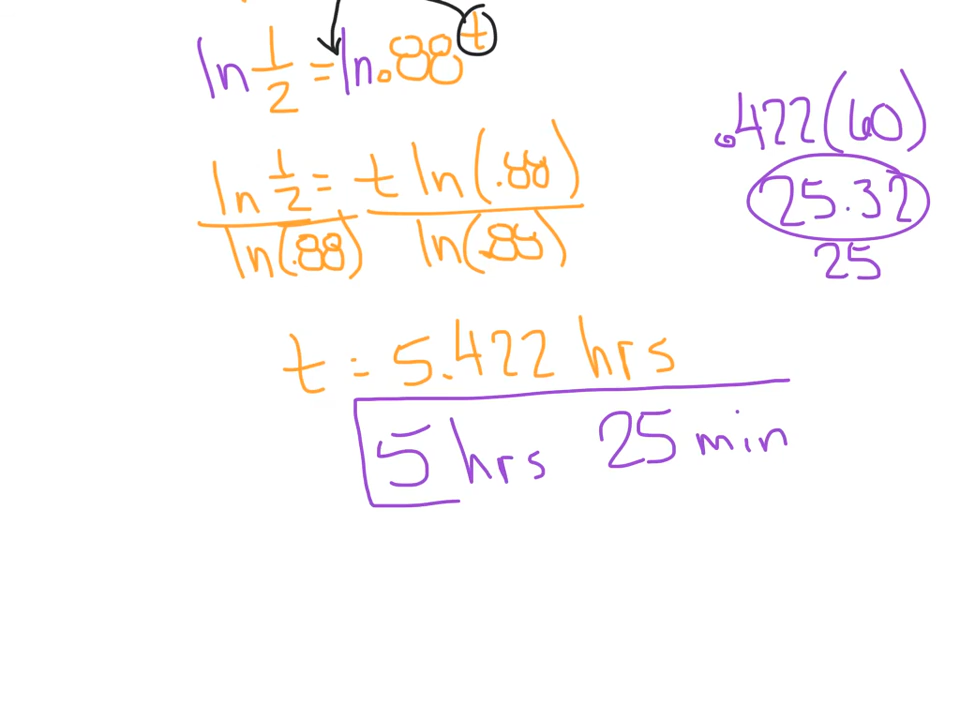 ln 1/2 = ln .88^t
ln 1/2 = t ln(.88)
ln(.88) ln(.88)
.422(60)
25.32
25
t = 5.422 hrs
5 hrs 25 min